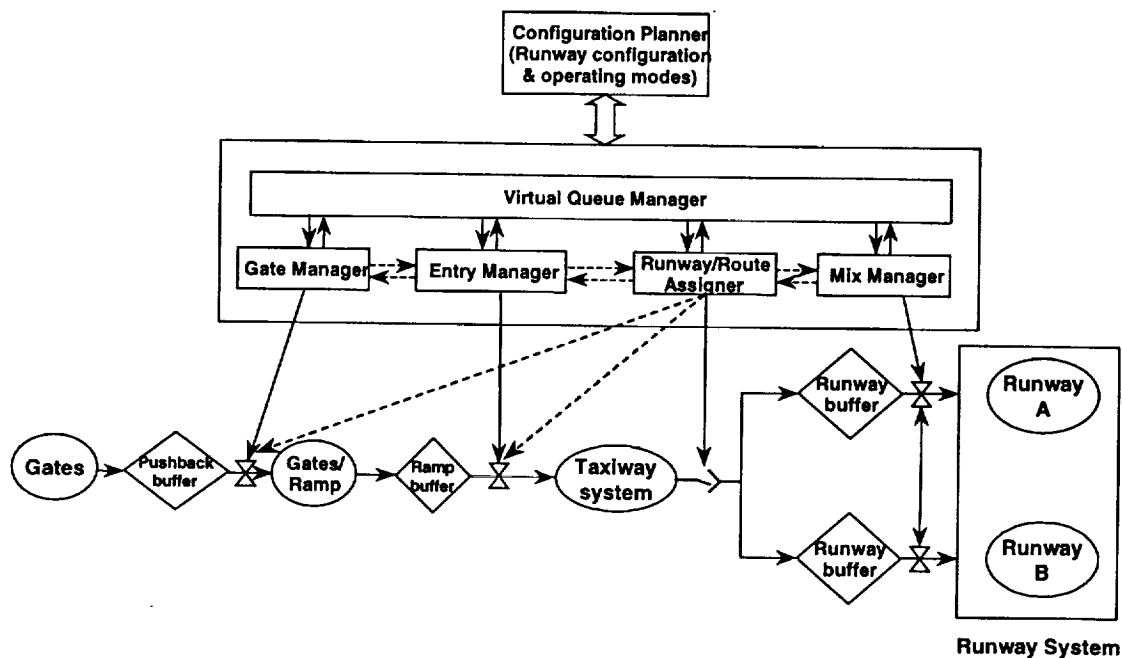 Configuration Planner
(Runway configuration
& operating modes)
Virtual Queue Manager
Gate Manager
Entry Manager
Runway/Route
Assigner
Mix Manager
Gates
Pushback
buffer
Gates/
Ramp
Ramp
buffer
Taxiway
system
Runway
buffer
Runway
A
Runway
buffer
Runway
B
Runway System